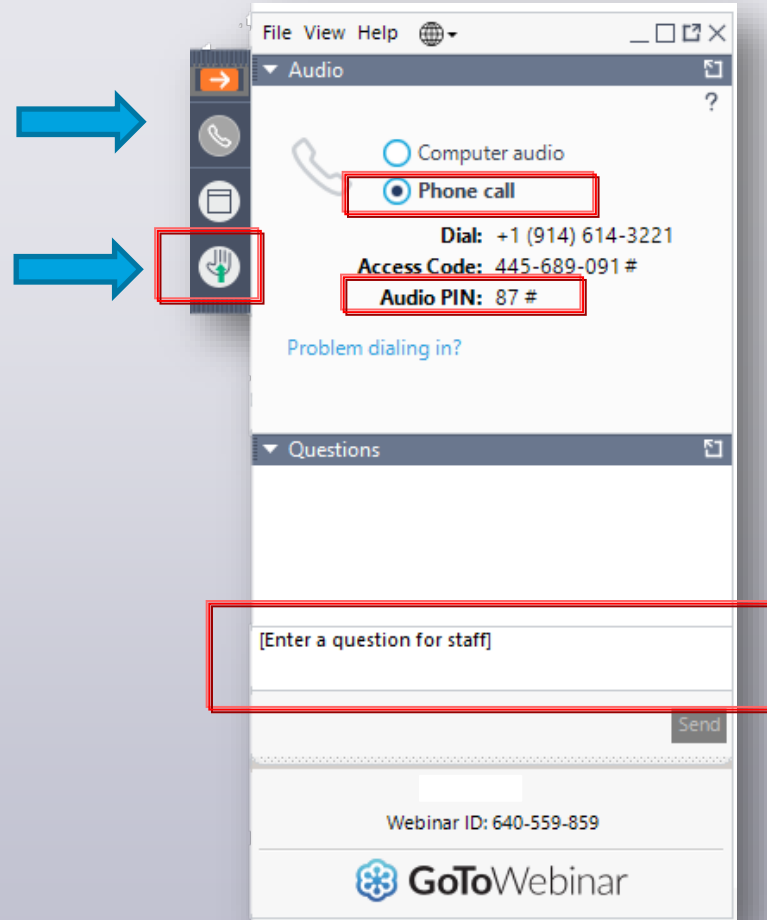 File View Help
Audio
?
Computer audio
Phone call
Dial: +1 (914) 614-3221
Access Code: 445-689-091 #
Audio PIN: 87 #
Problem dialing in?
Questions
[Enter a question for staff]
Send
Webinar ID: 640-559-859
GoToWebinar